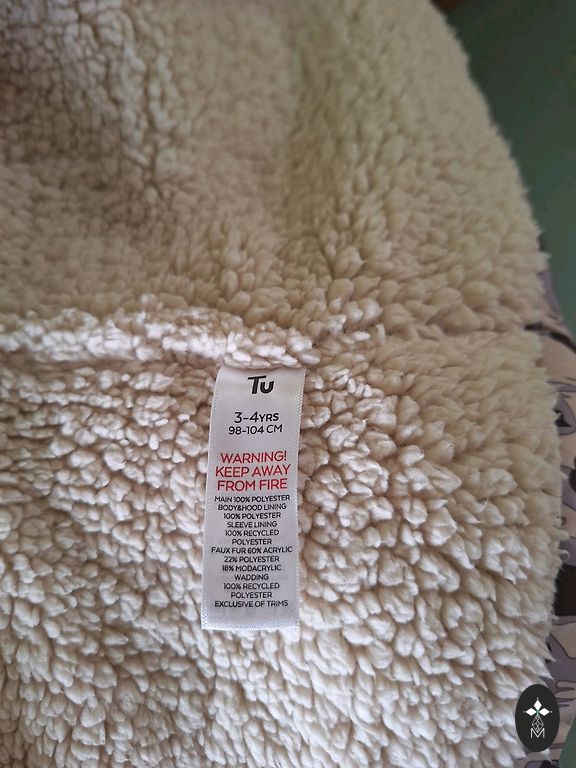 Tu
3-4YRS
98-104 CM
WARNING!
KEEP AWAY
FROM FIRE
MAIN 100% POLYESTER
BODY&HOOD LINING
100% POLYESTER
SLEEVE LINING
100% RECYCLED
POLYESTER
FAUX FUR 60% ACRYLIC
22% POLYESTER
18% MODACRYLIC
WADDING
100% RECYCLED
POLYESTER
EXCLUSIVE OF TRIMS
M